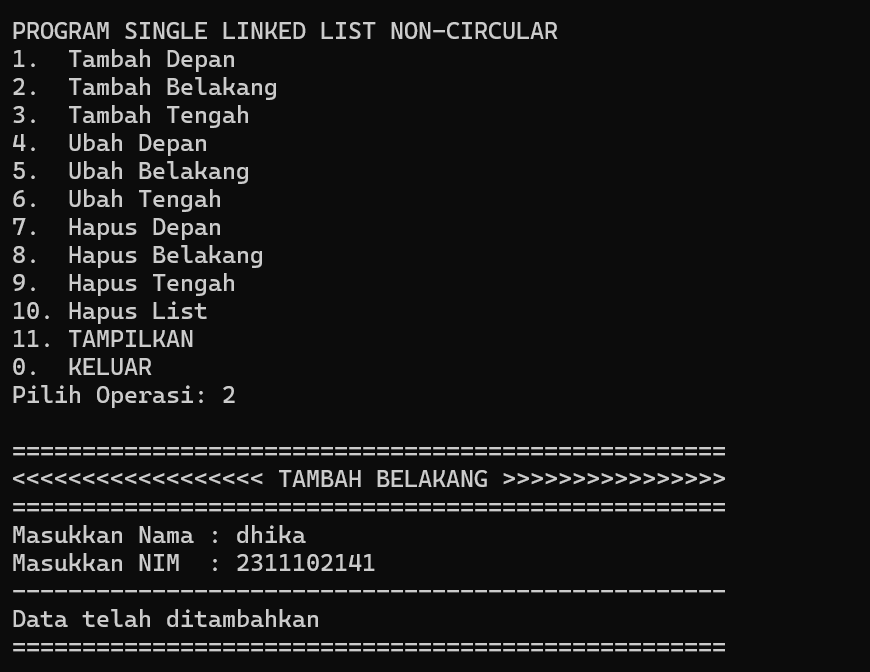 PROGRAM SINGLE LINKED LIST NON-CIRCULAR
1.  Tambah Depan
2.  Tambah Belakang
3.  Tambah Tengah
4.  Ubah Depan
5.  Ubah Belakang
6.  Ubah Tengah
7.  Hapus Depan
8.  Hapus Belakang
9.  Hapus Tengah
10. Hapus List
11. TAMPILKAN
0.  KELUAR
Pilih Operasi: 2
===================================================
<<<<<<<<<<<<<<<<<< TAMBAH BELAKANG >>>>>>>>>>>>>>>>
===================================================
Masukkan Nama : dhika
Masukkan NIM  : 2311102141
---------------------------------------------------
Data telah ditambahkan
===================================================